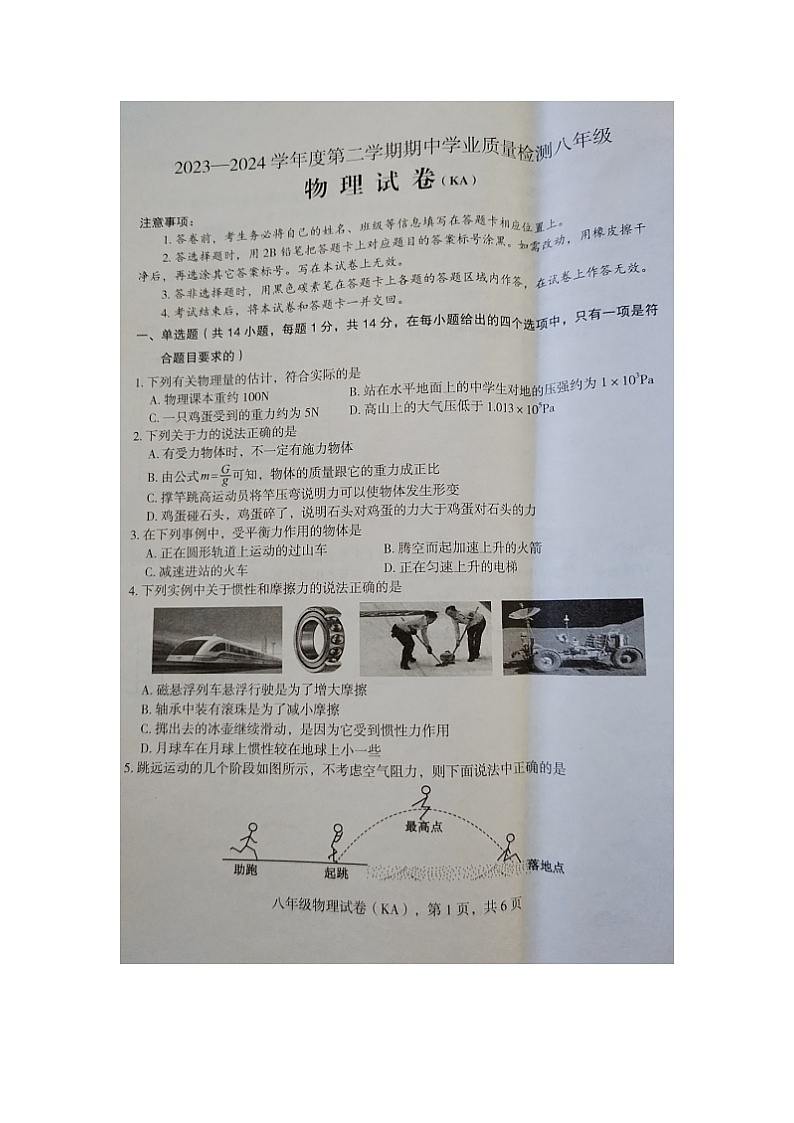 2023—2024 学年度第二学期期中学业质量检测八年级
物 理 试 卷（KA）
注意事项：
1. 答卷前，考生务必将自己的姓名、班级等信息填写在答题卡相应位置上。
2. 答选择题时，用 2B 铅笔把答题卡上对应题目的答案标号涂黑。如需改动，用橡皮擦干
净后，再选涂其它答案标号。写在本试卷上无效。
3. 答非选择题时，用黑色碳素笔在答题卡上各题的答题区域内作答，在试卷上作答无效。
4. 考试结束后，将本试卷和答题卡一并交回。
一、单选题（共 14 小题，每题 1 分，共 14 分，在每小题给出的四个选项中，只有一项是符
合题目要求的）
1. 下列有关物理量的估计，符合实际的是
A. 物理课本重约 100N B. 站在水平地面上的中学生对地的压强约为 1 × 10³Pa
C. 一只鸡蛋受到的重力约为 5N D. 高山上的大气压低于 1.013 × 10⁵Pa
2. 下列关于力的说法正确的是
A. 有受力物体时，不一定有施力物体
B. 由公式 m=G/g 可知，物体的质量跟它的重力成正比
C. 撑竿跳高运动员将竿压弯说明力可以使物体发生形变
D. 鸡蛋碰石头，鸡蛋碎了，说明石头对鸡蛋的力大于鸡蛋对石头的力
3. 在下列事例中，受平衡力作用的物体是
A. 正在圆形轨道上运动的过山车 B. 腾空而起加速上升的火箭
C. 减速进站的火车 D. 正在匀速上升的电梯
4. 下列实例中关于惯性和摩擦力的说法正确的是
A. 磁悬浮列车悬浮行驶是为了增大摩擦
B. 轴承中装有滚珠是为了减小摩擦
C. 掷出去的冰壶继续滑动，是因为它受到惯性力作用
D. 月球车在月球上惯性较在地球上小一些
5. 跳远运动的几个阶段如图所示，不考虑空气阻力，则下面说法中正确的是
最高点
助跑 起跳 落地点
八年级物理试卷（KA），第 1 页，共 6 页